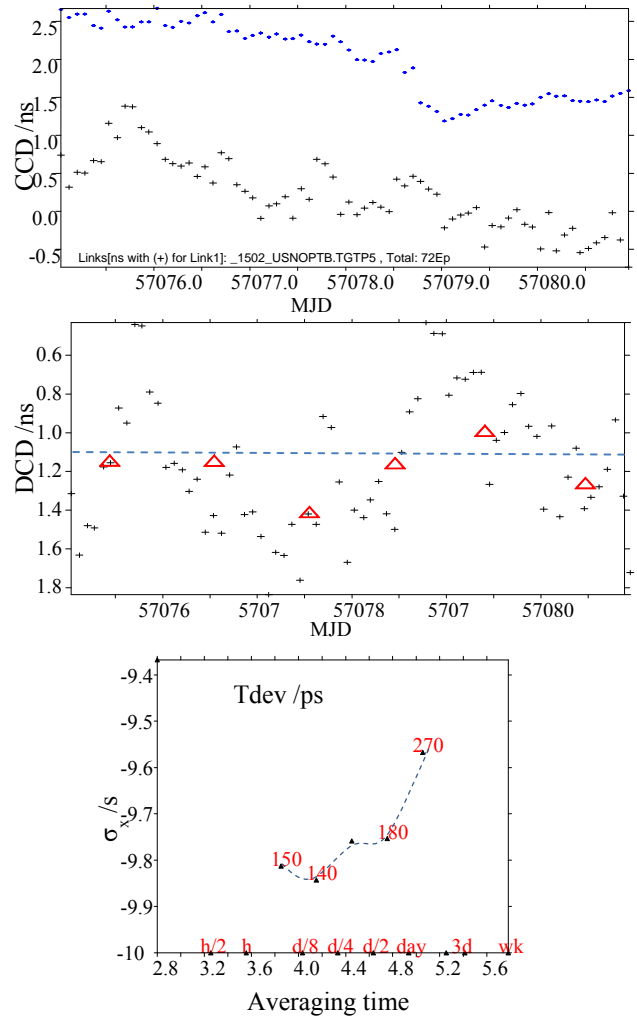 2.5
2.0
1.5
1.0
0.5
0.0
-0.5
CCD /ns
Links[ns with (+) for Link1]: _1502_USNOPTB.TGTP5 , Total: 72Ep
57076.0 57077.0 57078.0 57079.0 57080.0
MJD
0.6
1.0
1.2
1.4
1.6
1.8
DCD /ns
57076 5707 57078 5707 57080
MJD
-9.4
-9.5
-9.6
-9.7
-9.8
-9.9
-10
σx /s
Tdev /ps
270
180
150
140
h/2 h d/8 d/4 d/2 day 3d wk
2.8 3.2 3.6 4.0 4.4 4.8 5.2 5.6
Averaging time